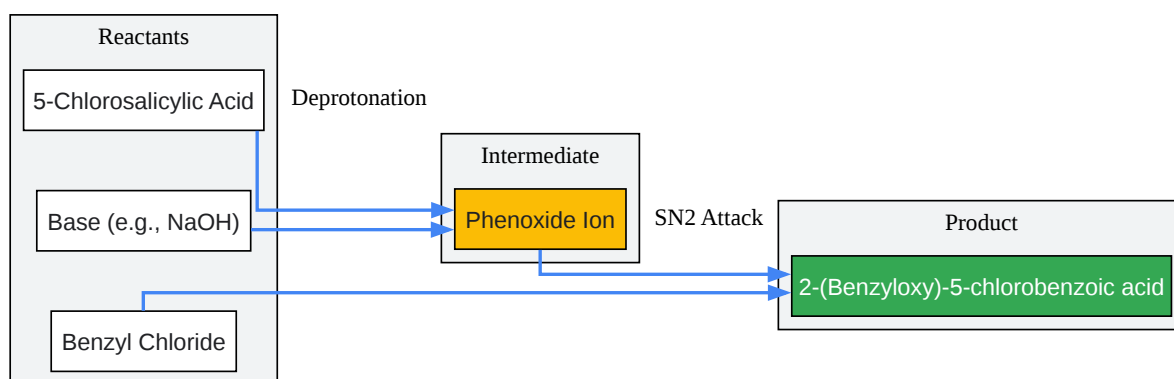 Reactants
5-Chlorosalicylic Acid
Deprotonation
Intermediate
Base (e.g., NaOH)
Phenoxide Ion
SN2 Attack
Product
2-(Benzyloxy)-5-chlorobenzoic acid
Benzyl Chloride